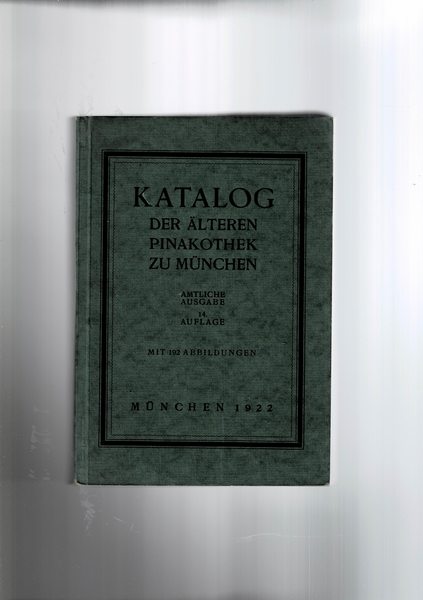 KATALOG
DER ÄLTEREN
PINAKOTHEK
ZU MÜNCHEN
AMTLICHE
AUSGABE
14.
AUFLAGE
MIT 192 ABBILDUNGEN
MÜNCHEN 1922